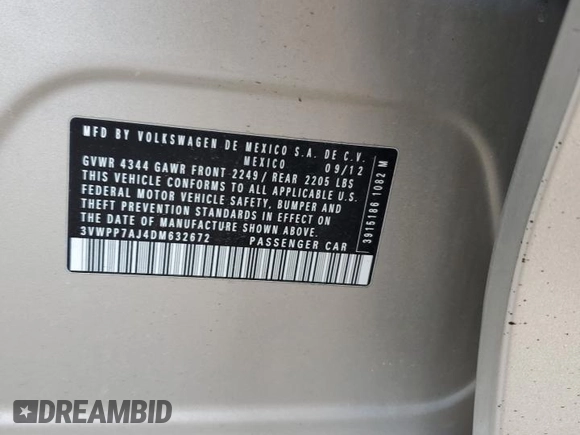 MFD BY VOLKSWAGEN DE MEXICO S.A. DE C.V.
MEXICO 09/12
GVWR 4344 GAWR FRONT 2249/ REAR 2205 LBS
THIS VEHICLE CONFORMS TO ALL APPLICABLE U.S.
FEDERAL MOTOR VEHICLE SAFETY, BUMPER AND
THEFT PREVENTION STANDARDS IN EFFECT ON
THE DATE OF MANUFACTURE SHOWN ABOVE.
3VWPP7AJ4DM632672 PASSENGER CAR
3915186 1082 M
DREAMBID